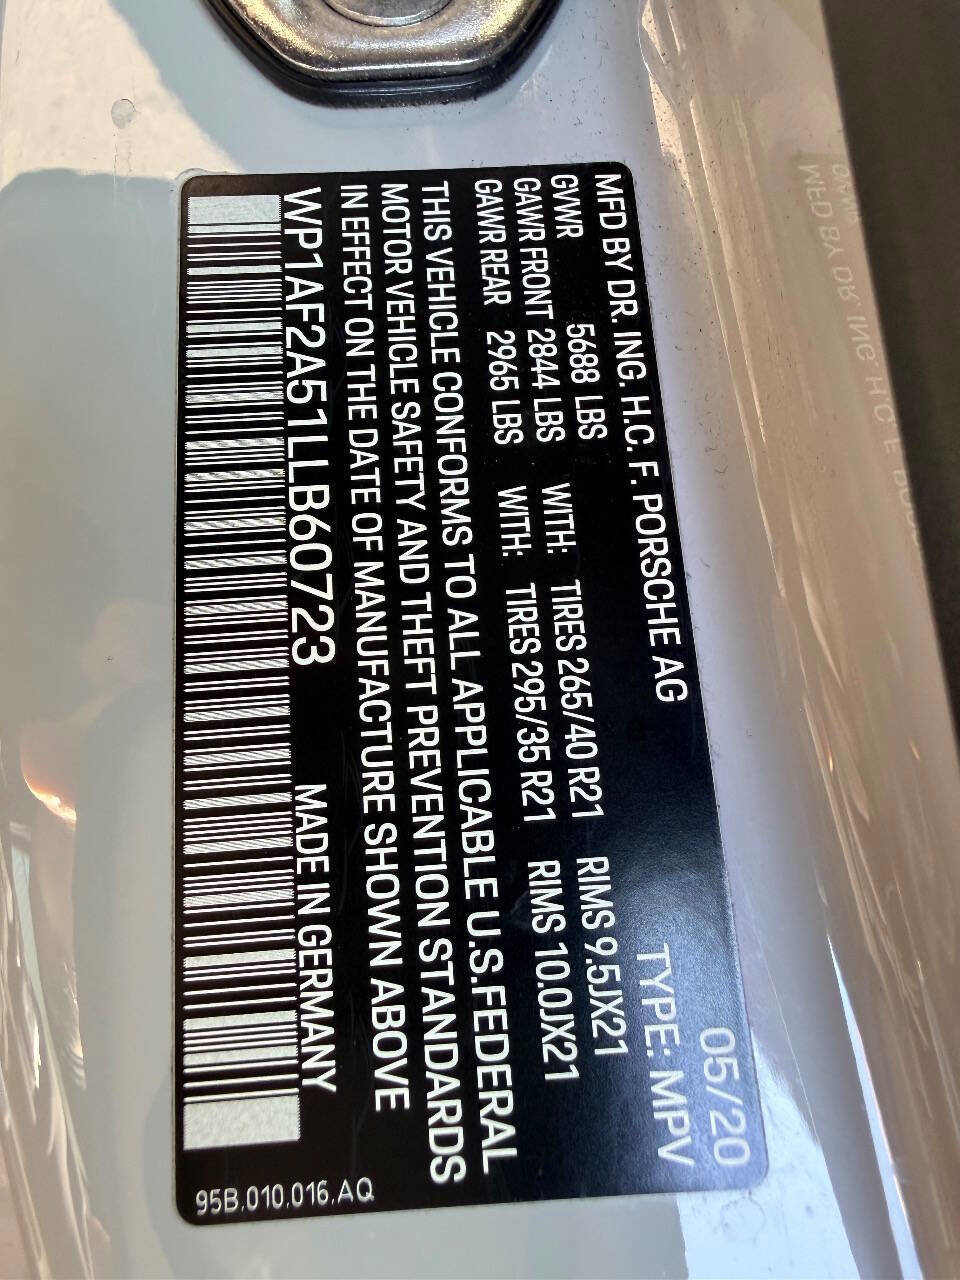 MFD BY DR. ING. H.C. F. PORSCHE AG 05/20
GVWR 5688 LBS TYPE: MPV
GAWR FRONT 2844 LBS WITH: TIRES 265/40 R21 RIMS 9.5JX21
GAWR REAR 2965 LBS WITH: TIRES 295/35 R21 RIMS 10.0JX21
THIS VEHICLE CONFORMS TO ALL APPLICABLE U.S.FEDERAL
MOTOR VEHICLE SAFETY AND THEFT PREVENTION STANDARDS
IN EFFECT ON THE DATE OF MANUFACTURE SHOWN ABOVE
WP1AF2A51LLB60723 MADE IN GERMANY
95B.010.016.AQ